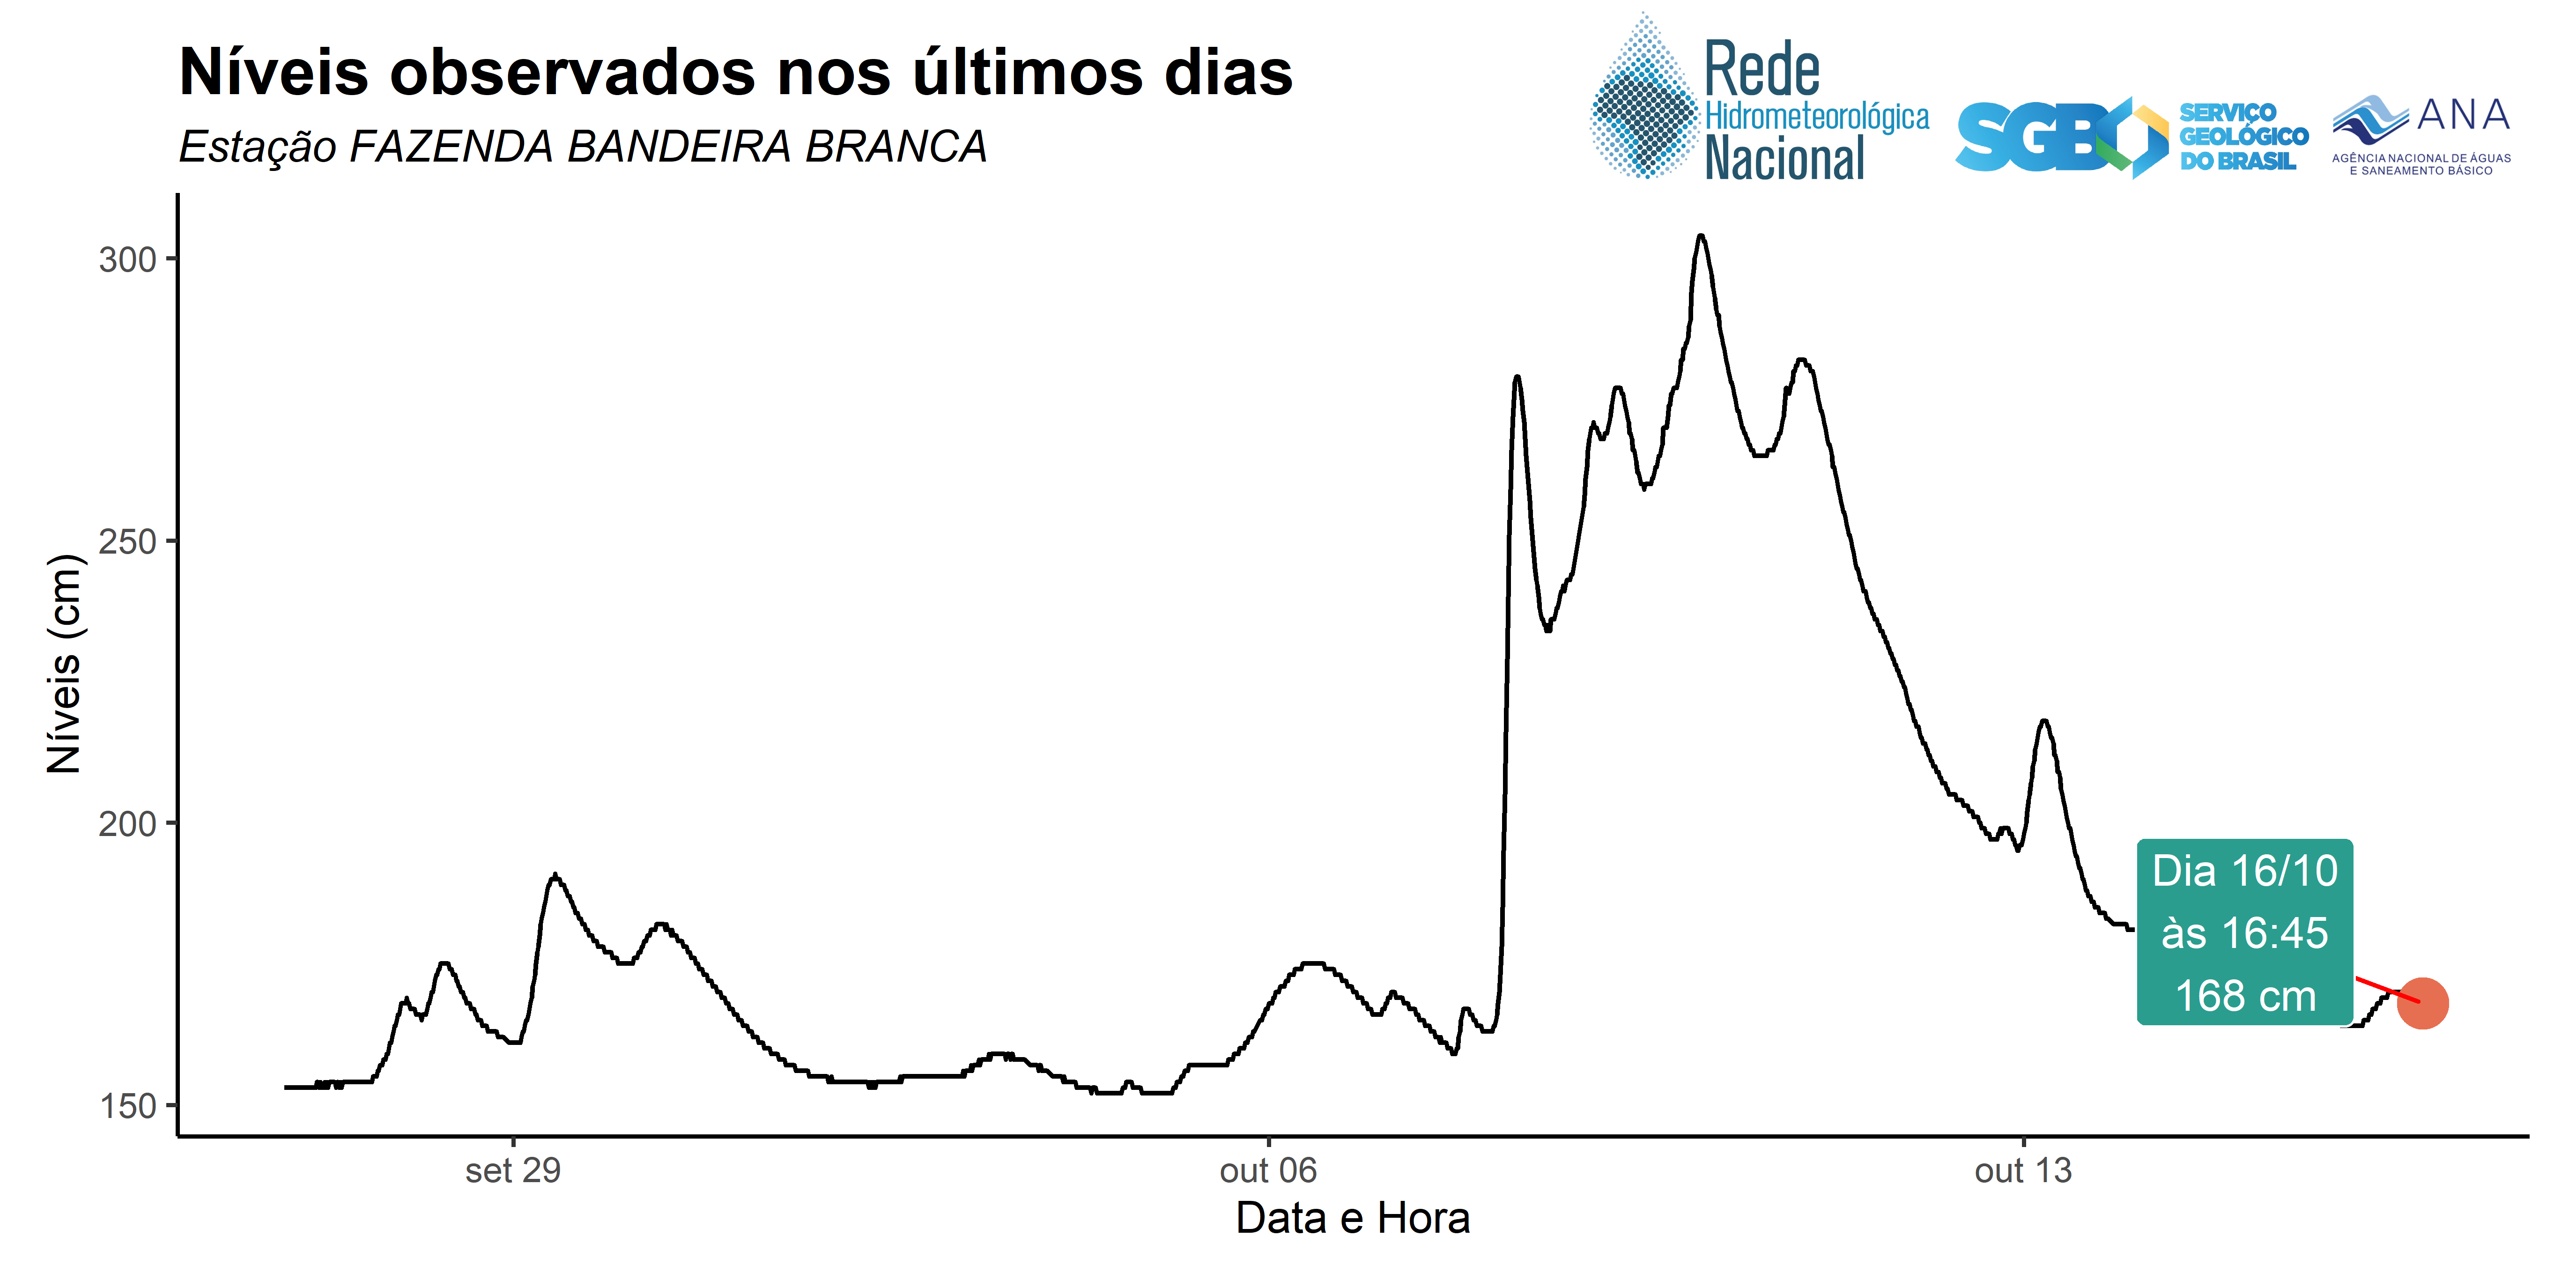 Níveis observados nos últimos dias
Estação FAZENDA BANDEIRA BRANCA
Rede
Hidrometeorológica
Nacional
SGB
SERVIÇO
GEOLÓGICO
DO BRASIL
ANA
AGÊNCIA NACIONAL DE ÁGUAS
E SANEAMENTO BÁSICO
Níveis (cm)
300
250
200
150
Dia 16/10
às 16:45
168 cm
set 29
out 06
out 13
Data e Hora